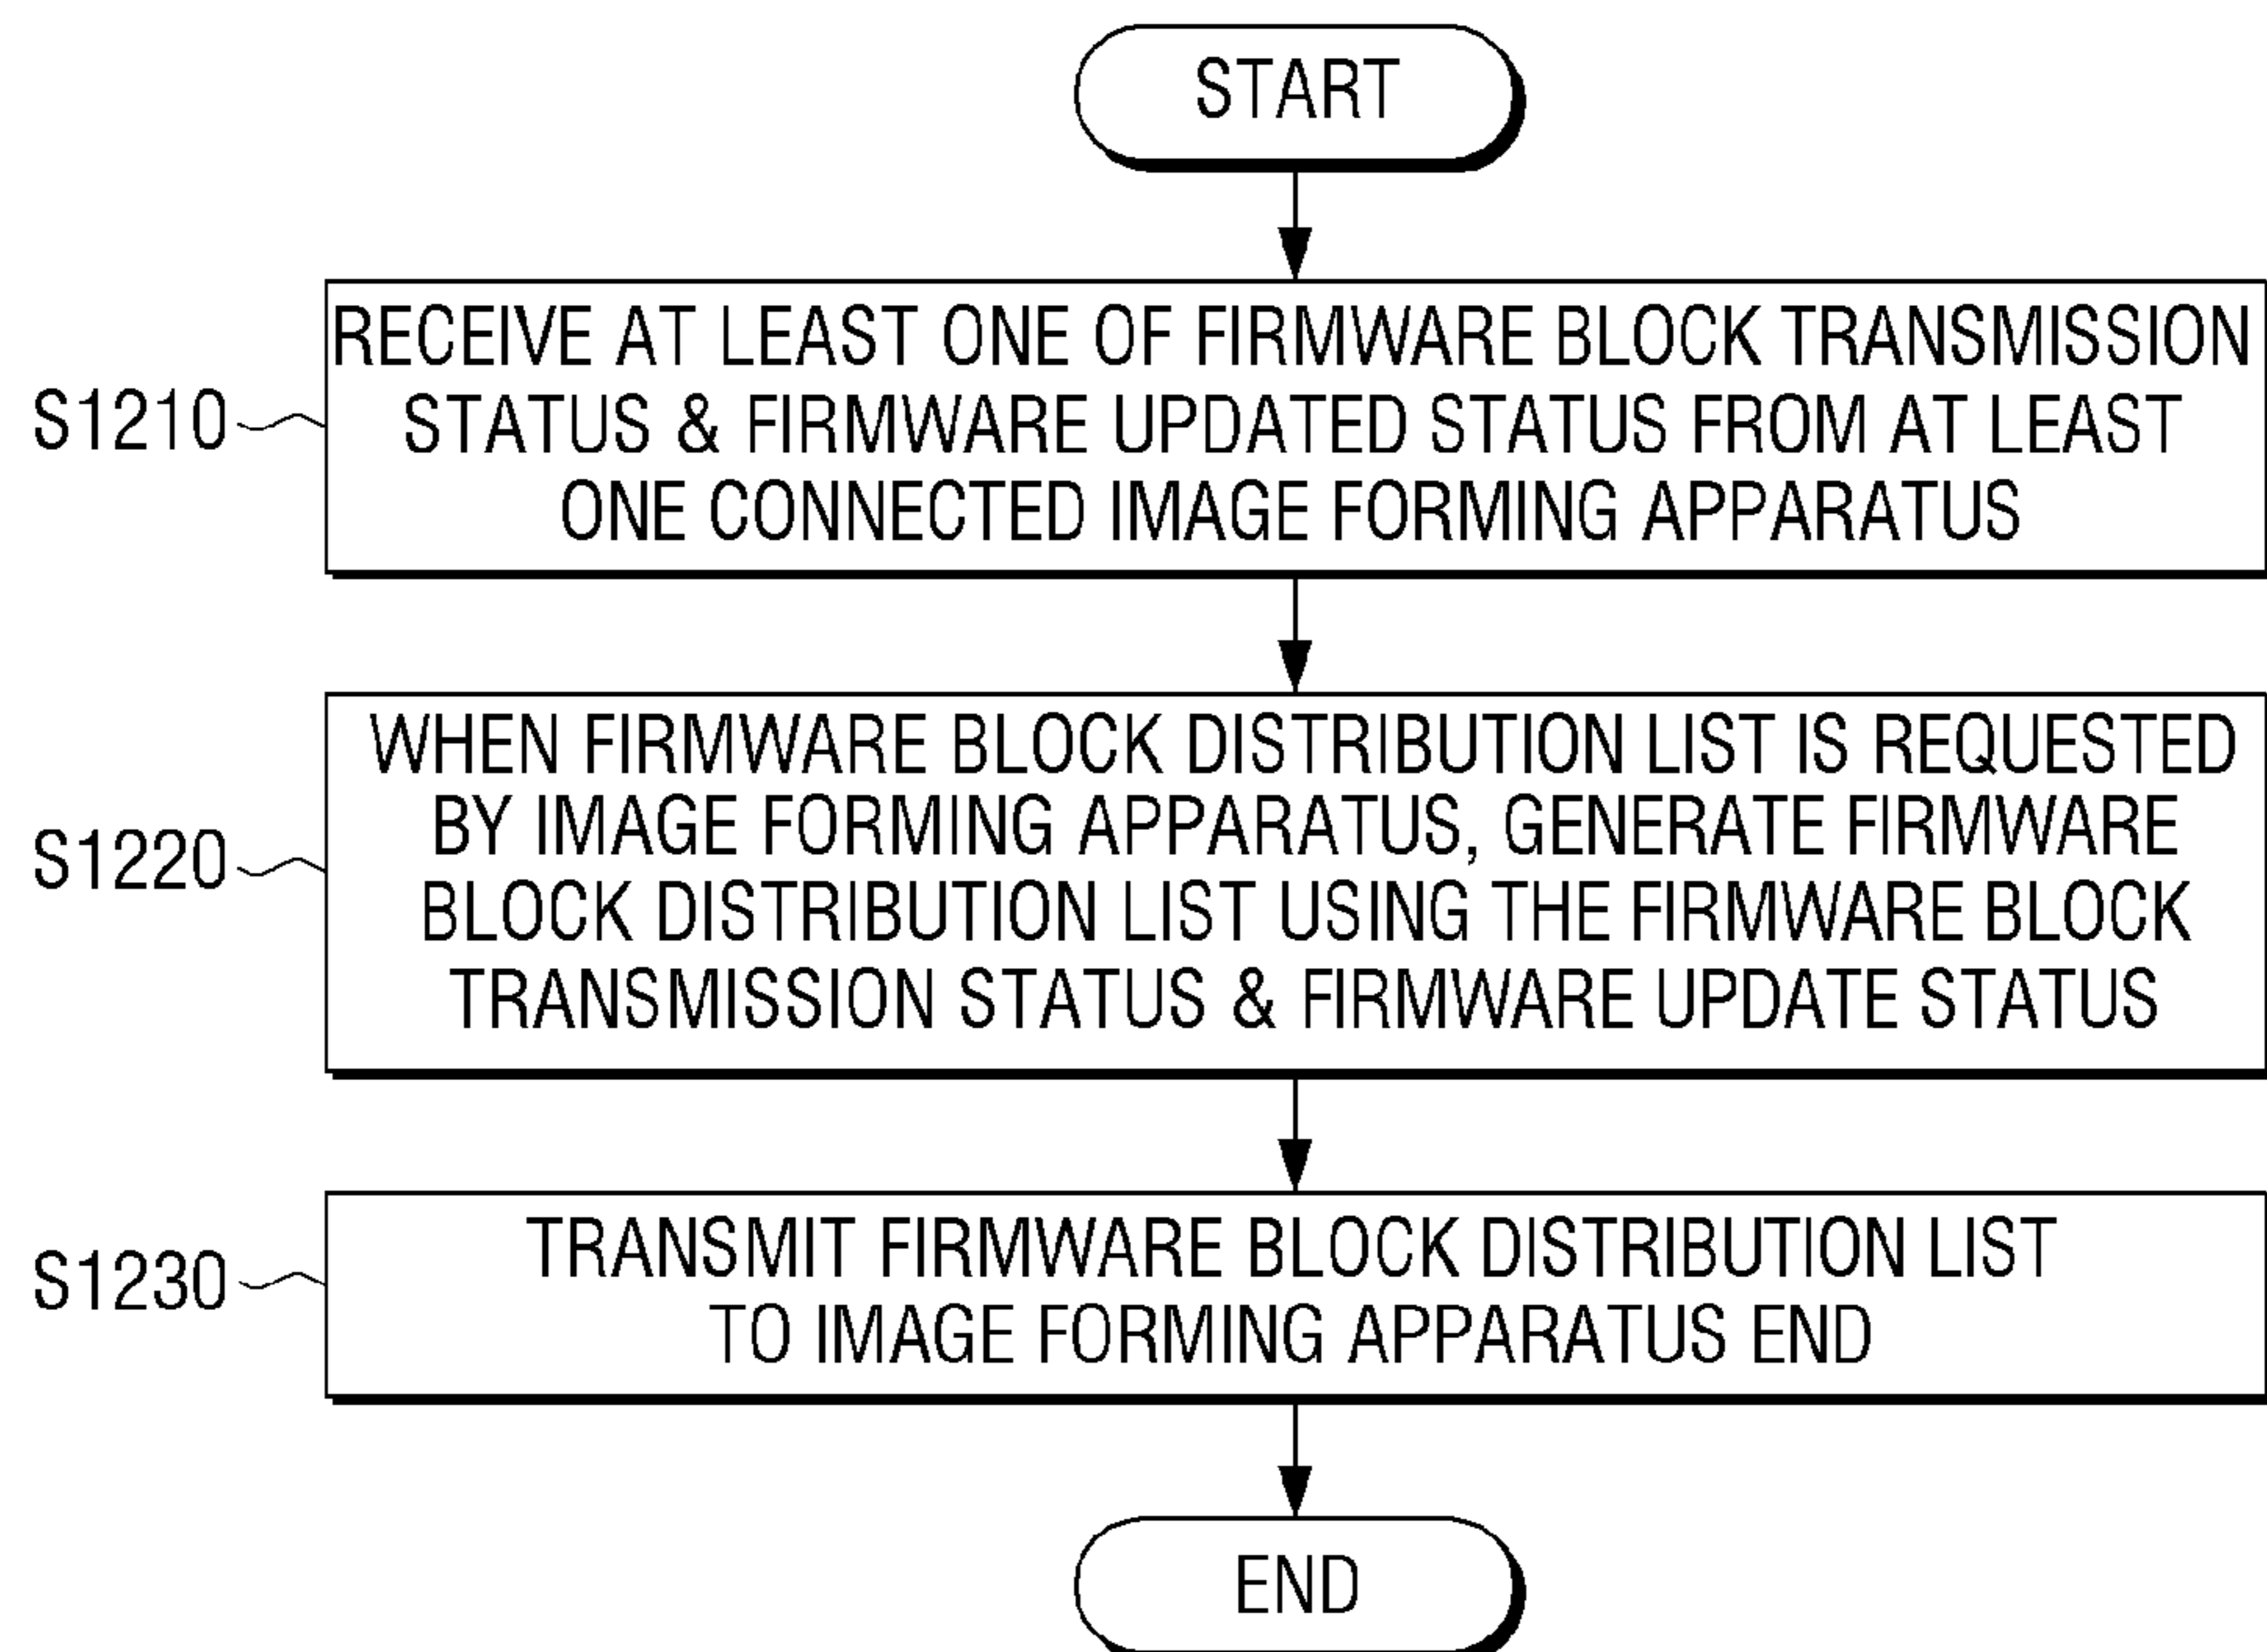 START
RECEIVE AT LEAST ONE OF FIRMWARE BLOCK TRANSMISSION
STATUS & FIRMWARE UPDATED STATUS FROM AT LEAST
ONE CONNECTED IMAGE FORMING APPARATUS
S1210
WHEN FIRMWARE BLOCK DISTRIBUTION LIST IS REQUESTED
BY IMAGE FORMING APPARATUS, GENERATE FIRMWARE
BLOCK DISTRIBUTION LIST USING THE FIRMWARE BLOCK
TRANSMISSION STATUS & FIRMWARE UPDATE STATUS
S1220
TRANSMIT FIRMWARE BLOCK DISTRIBUTION LIST
TO IMAGE FORMING APPARATUS END
S1230
END